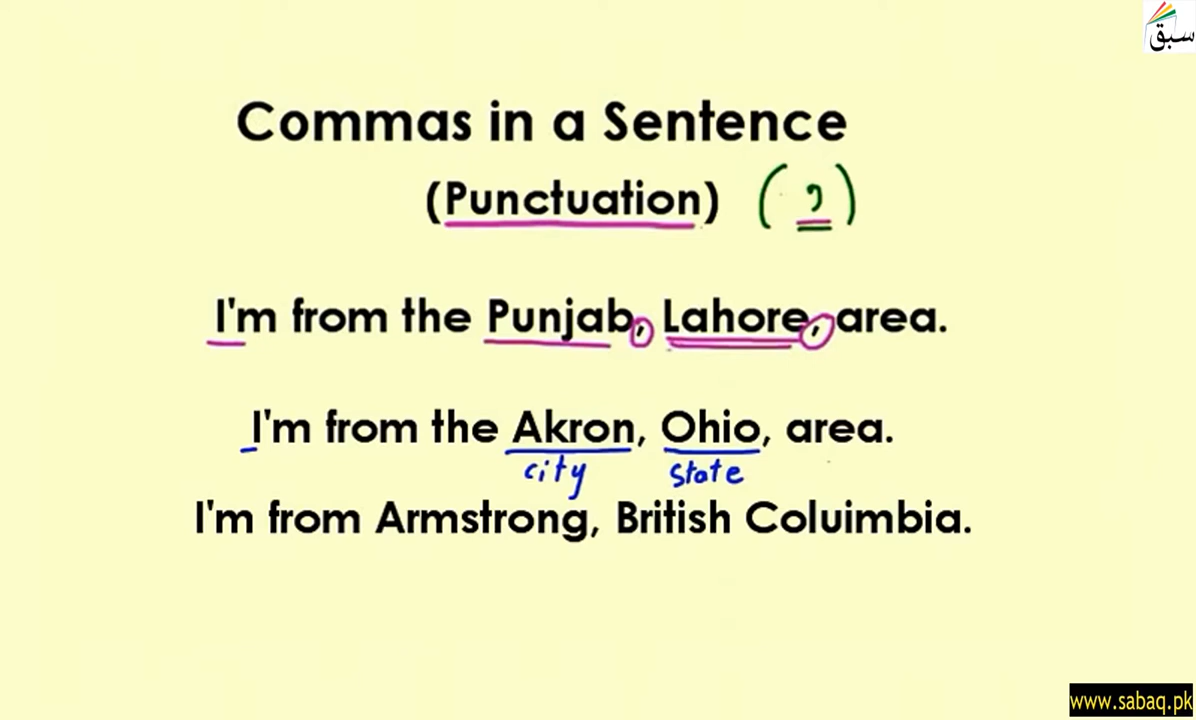 سبق
Commas in a Sentence
(Punctuation) (,)
I'm from the Punjab, Lahore, area.
I'm from the Akron, Ohio, area.
city state
I'm from Armstrong, British Coluimbia.
www.sabaq.pk